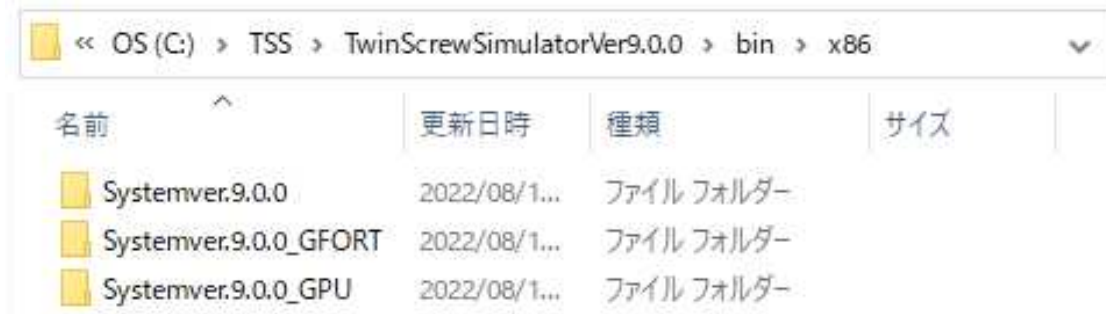 « OS (C:) › TSS › TwinScrewSimulatorVer9.0.0 › bin › x86
名前 更新日時 種類 サイズ
Systemver.9.0.0 2022/08/1... ファイル フォルダー
Systemver.9.0.0_GFORT 2022/08/1... ファイル フォルダー
Systemver.9.0.0_GPU 2022/08/1... ファイル フォルダー